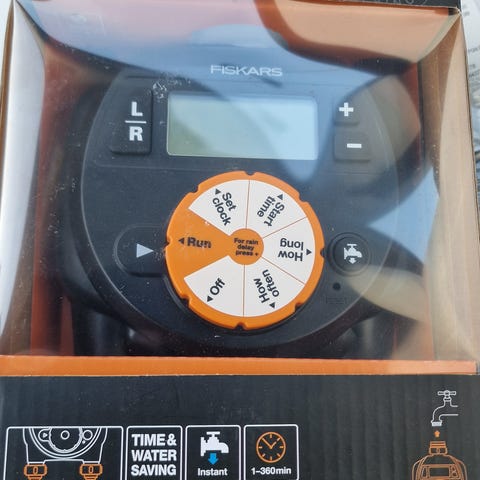 FISKARS
L
R
+
−
Set
clock
Start
time
How
long
How
often
Off
Run
For rain
delay
press +
RESET
TIME &
WATER
SAVING
Instant
1-360min